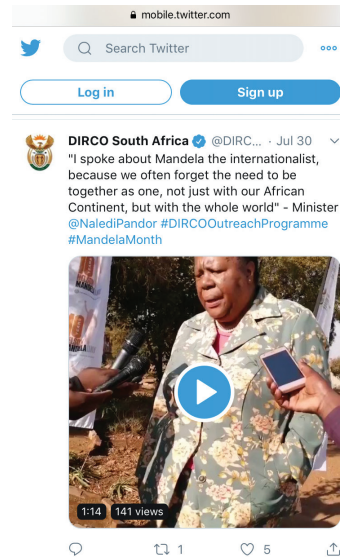 mobile.twitter.com
Search Twitter
Log in
Sign up
DIRCO South Africa @DIRC... · Jul 30
"I spoke about Mandela the internationalist,
because we often forget the need to be
together as one, not just with our African
Continent, but with the whole world" - Minister
@NalediPandor #DIRCOOutreachProgramme
#MandelaMonth
1:14
141 views
1
5